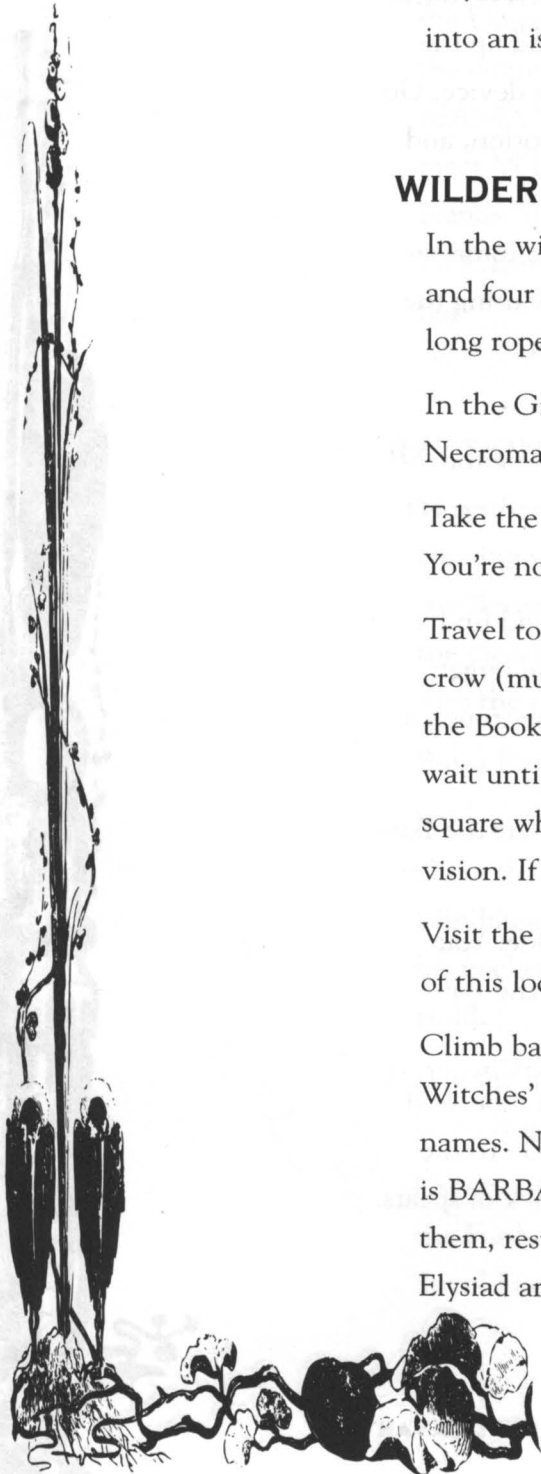 into an is
WILDER
In the wi
and four
long rope
In the G
Necroma
Take the
You're no
Travel to
crow (mu
the Book
wait unti
square wh
vision. If
Visit the
of this loc
Climb ba
Witches'
names. N
is BARBA
them, res
Elysiad an